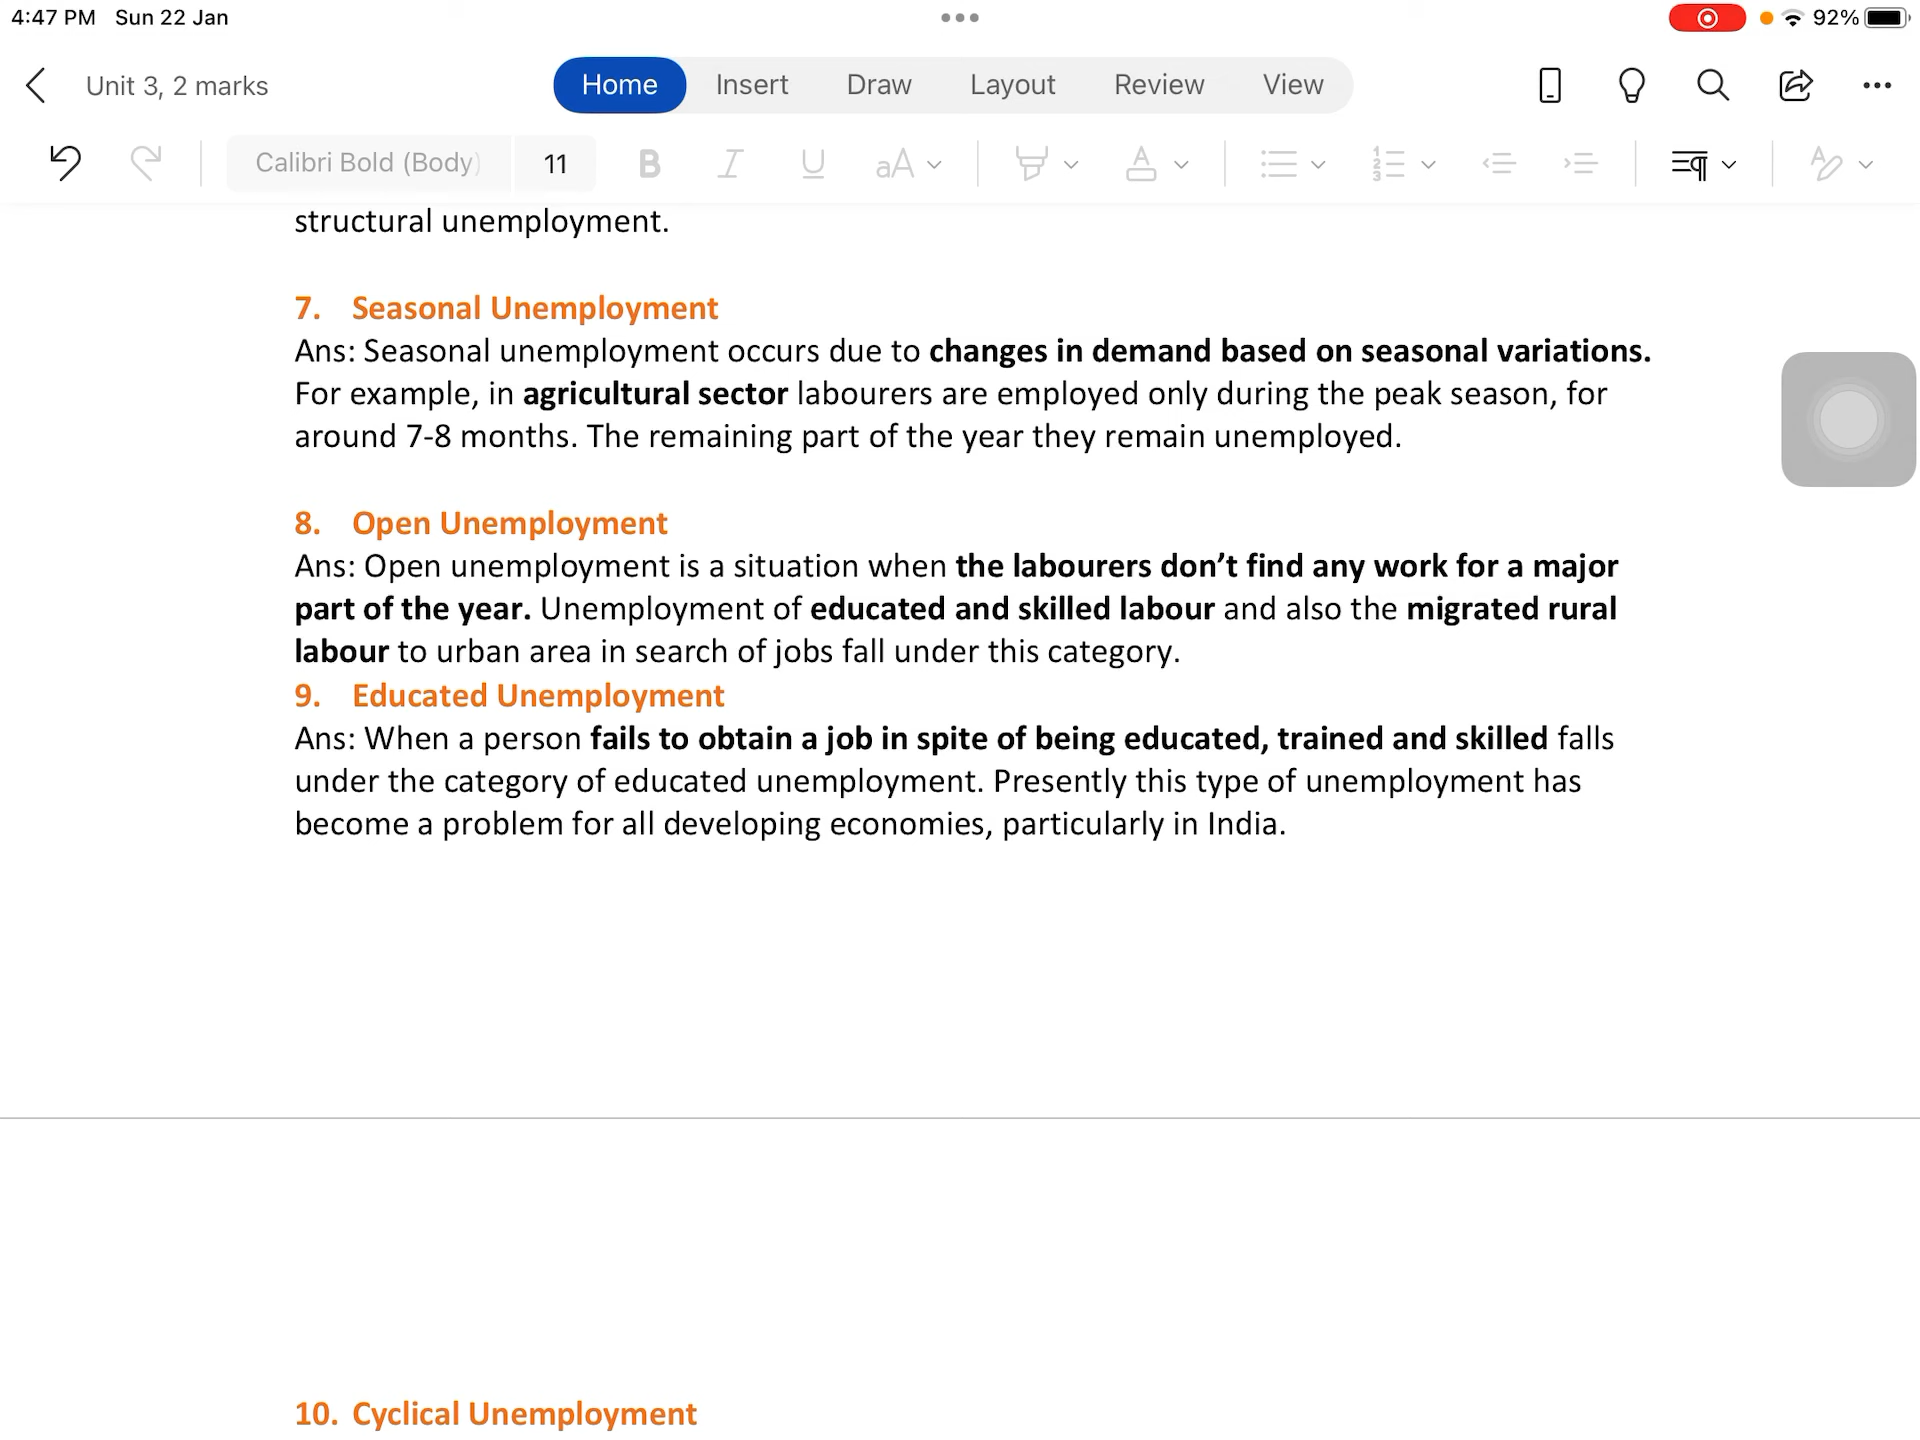 4:47 PM Sun 22 Jan
92%
Unit 3, 2 marks
Home Insert Draw Layout Review View
Calibri Bold (Body) 11 B I U aA A A
structural unemployment.
7. Seasonal Unemployment
Ans: Seasonal unemployment occurs due to changes in demand based on seasonal variations.
For example, in agricultural sector labourers are employed only during the peak season, for
around 7-8 months. The remaining part of the year they remain unemployed.
8. Open Unemployment
Ans: Open unemployment is a situation when the labourers don’t find any work for a major
part of the year. Unemployment of educated and skilled labour and also the migrated rural
labour to urban area in search of jobs fall under this category.
9. Educated Unemployment
Ans: When a person fails to obtain a job in spite of being educated, trained and skilled falls
under the category of educated unemployment. Presently this type of unemployment has
become a problem for all developing economies, particularly in India.
10. Cyclical Unemployment